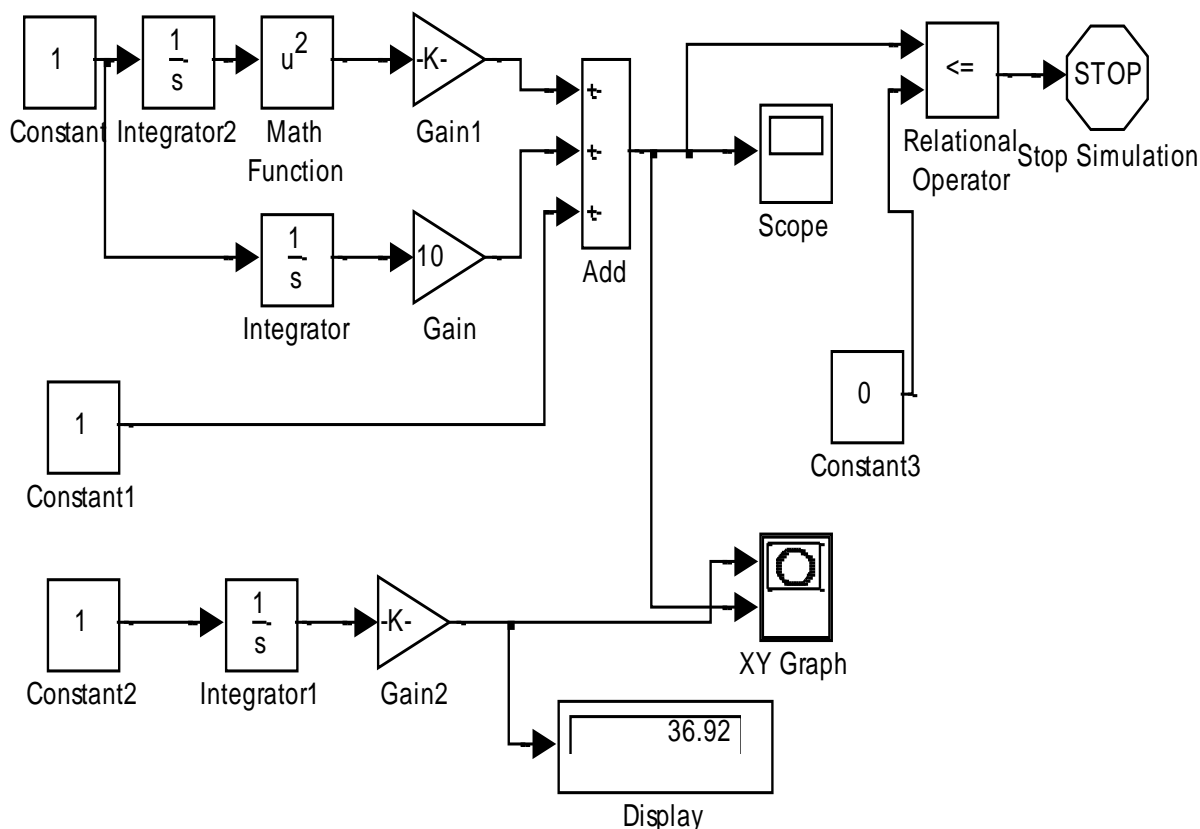 1
Constant
1
s
Integrator2
u2
Math
Function
-K-
Gain1
+
+
+
Add
1
s
Integrator
10
Gain
Scope
<=
Relational
Operator
STOP
Stop Simulation
0
Constant3
1
Constant1
1
Constant2
1
s
Integrator1
-K-
Gain2
XY Graph
36.92
Display